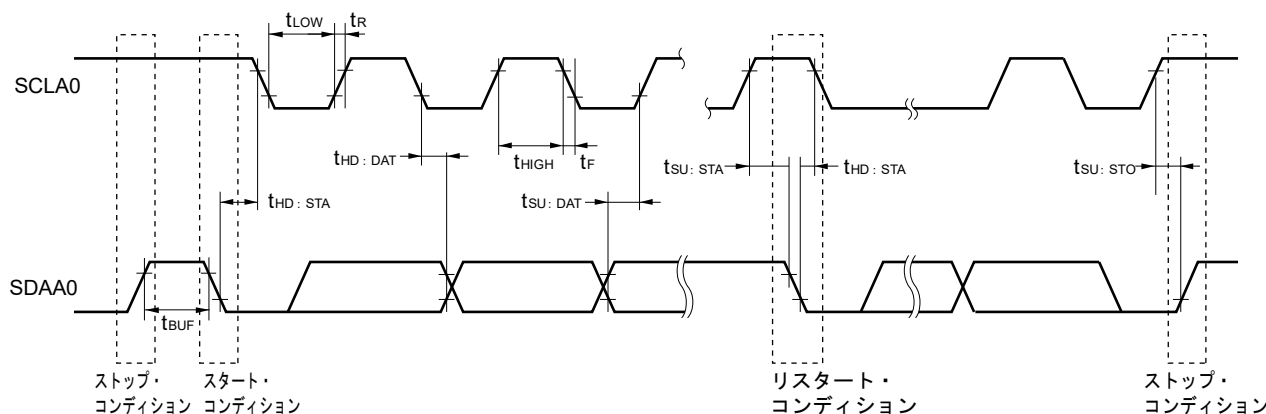 tLOW tR
SCLA0
tHD : DAT tHIGH tF tSU : STA tHD : STA tSU : STO
tHD : STA tSU : DAT
SDAA0
tBUF
ストップ・
コンディション
スタート・
コンディション
リスタート・
コンディション
ストップ・
コンディション